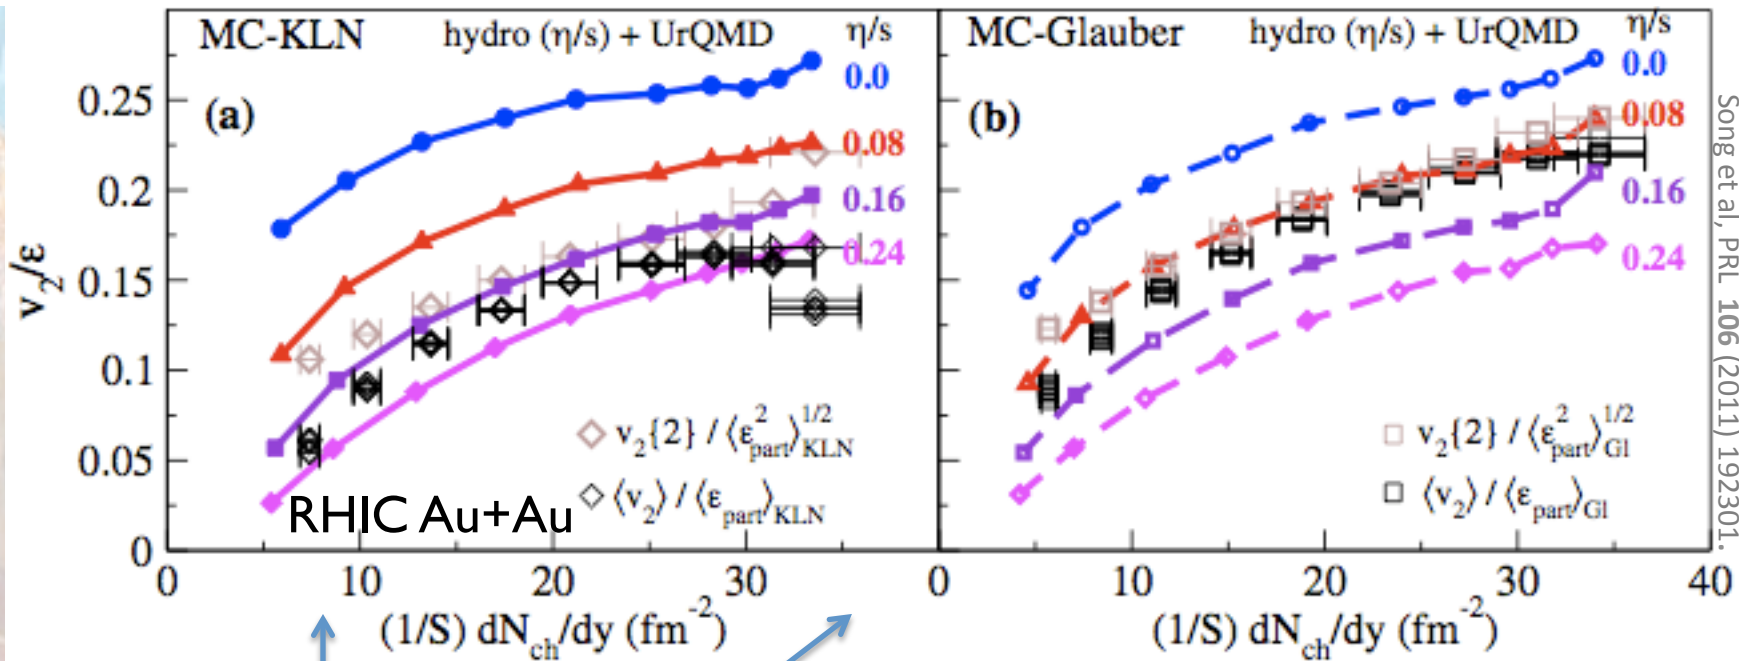 MC-KLN hydro (η/s) + UrQMD η/s
0.0
0.08
0.16
0.24
(a)
v₂/ε
0.25
0.2
0.15
0.1
0.05
0
v₂{2} / ⟨ε²part⟩¹/²KLN
⟨v₂⟩ / ⟨εpart⟩KLN
RHIC Au+Au
0 10 20 30
(1/S) dNch/dy (fm⁻²)
MC-Glauber hydro (η/s) + UrQMD η/s
0.0
0.08
0.16
0.24
(b)
v₂{2} / ⟨ε²part⟩¹/²Gl
⟨v₂⟩ / ⟨εpart⟩Gl
0 10 20 30 40
(1/S) dNch/dy (fm⁻²)
Song et al, PRL 106 (2011) 192301.